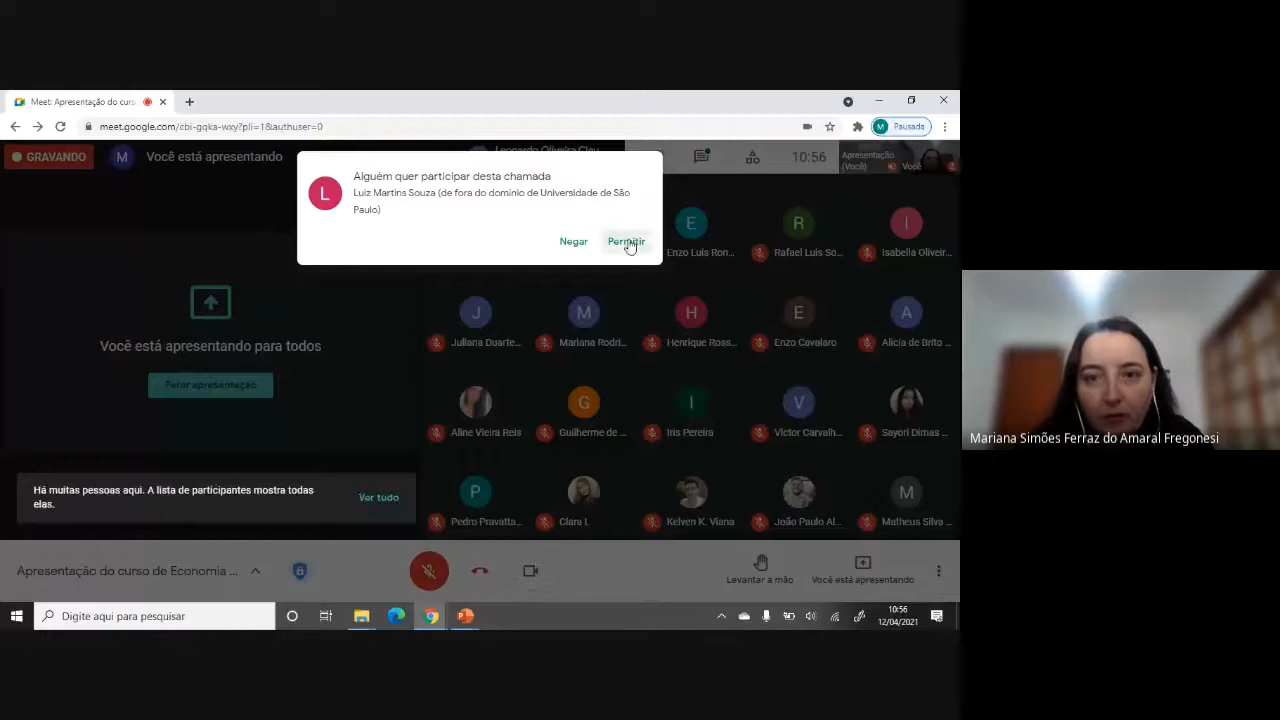 Meet: Apresentação do curs
meet.google.com/cbi-gqka-wxy?pli=1&authuser=0
Pausada
GRAVANDO
M
Você está apresentando
Leonardo Oliveira Clau
10:56
Apresentação
(Você)
Você
Alguém quer participar desta chamada
L
Luiz Martins Souza (de fora do domínio de Universidade de São
Paulo)
Negar
Permitir
E
R
I
Enzo Luis Ron...
Rafael Luis So...
Isabella Oliveir...
J
M
H
E
A
Juliana Duarte...
Mariana Rodri...
Henrique Ross...
Enzo Cavalaro
Alicia de Brito ...
Você está apresentando para todos
Parar apresentação
G
I
V
Aline Vieira Reis
Guilherme de ...
Iris Pereira
Victor Carvalh...
Sayori Dimas ...
Mariana Simões Ferraz do Amaral Fregonesi
Há muitas pessoas aqui. A lista de participantes mostra todas
elas.
Ver tudo
P
M
Pedro Pravatta...
Clara L
Kelven K. Viana
João Paulo Al...
Matheus Silva ...
Apresentação do curso de Economia ...
Levantar a mão
Você está apresentando
Digite aqui para pesquisar
10:56
12/04/2021